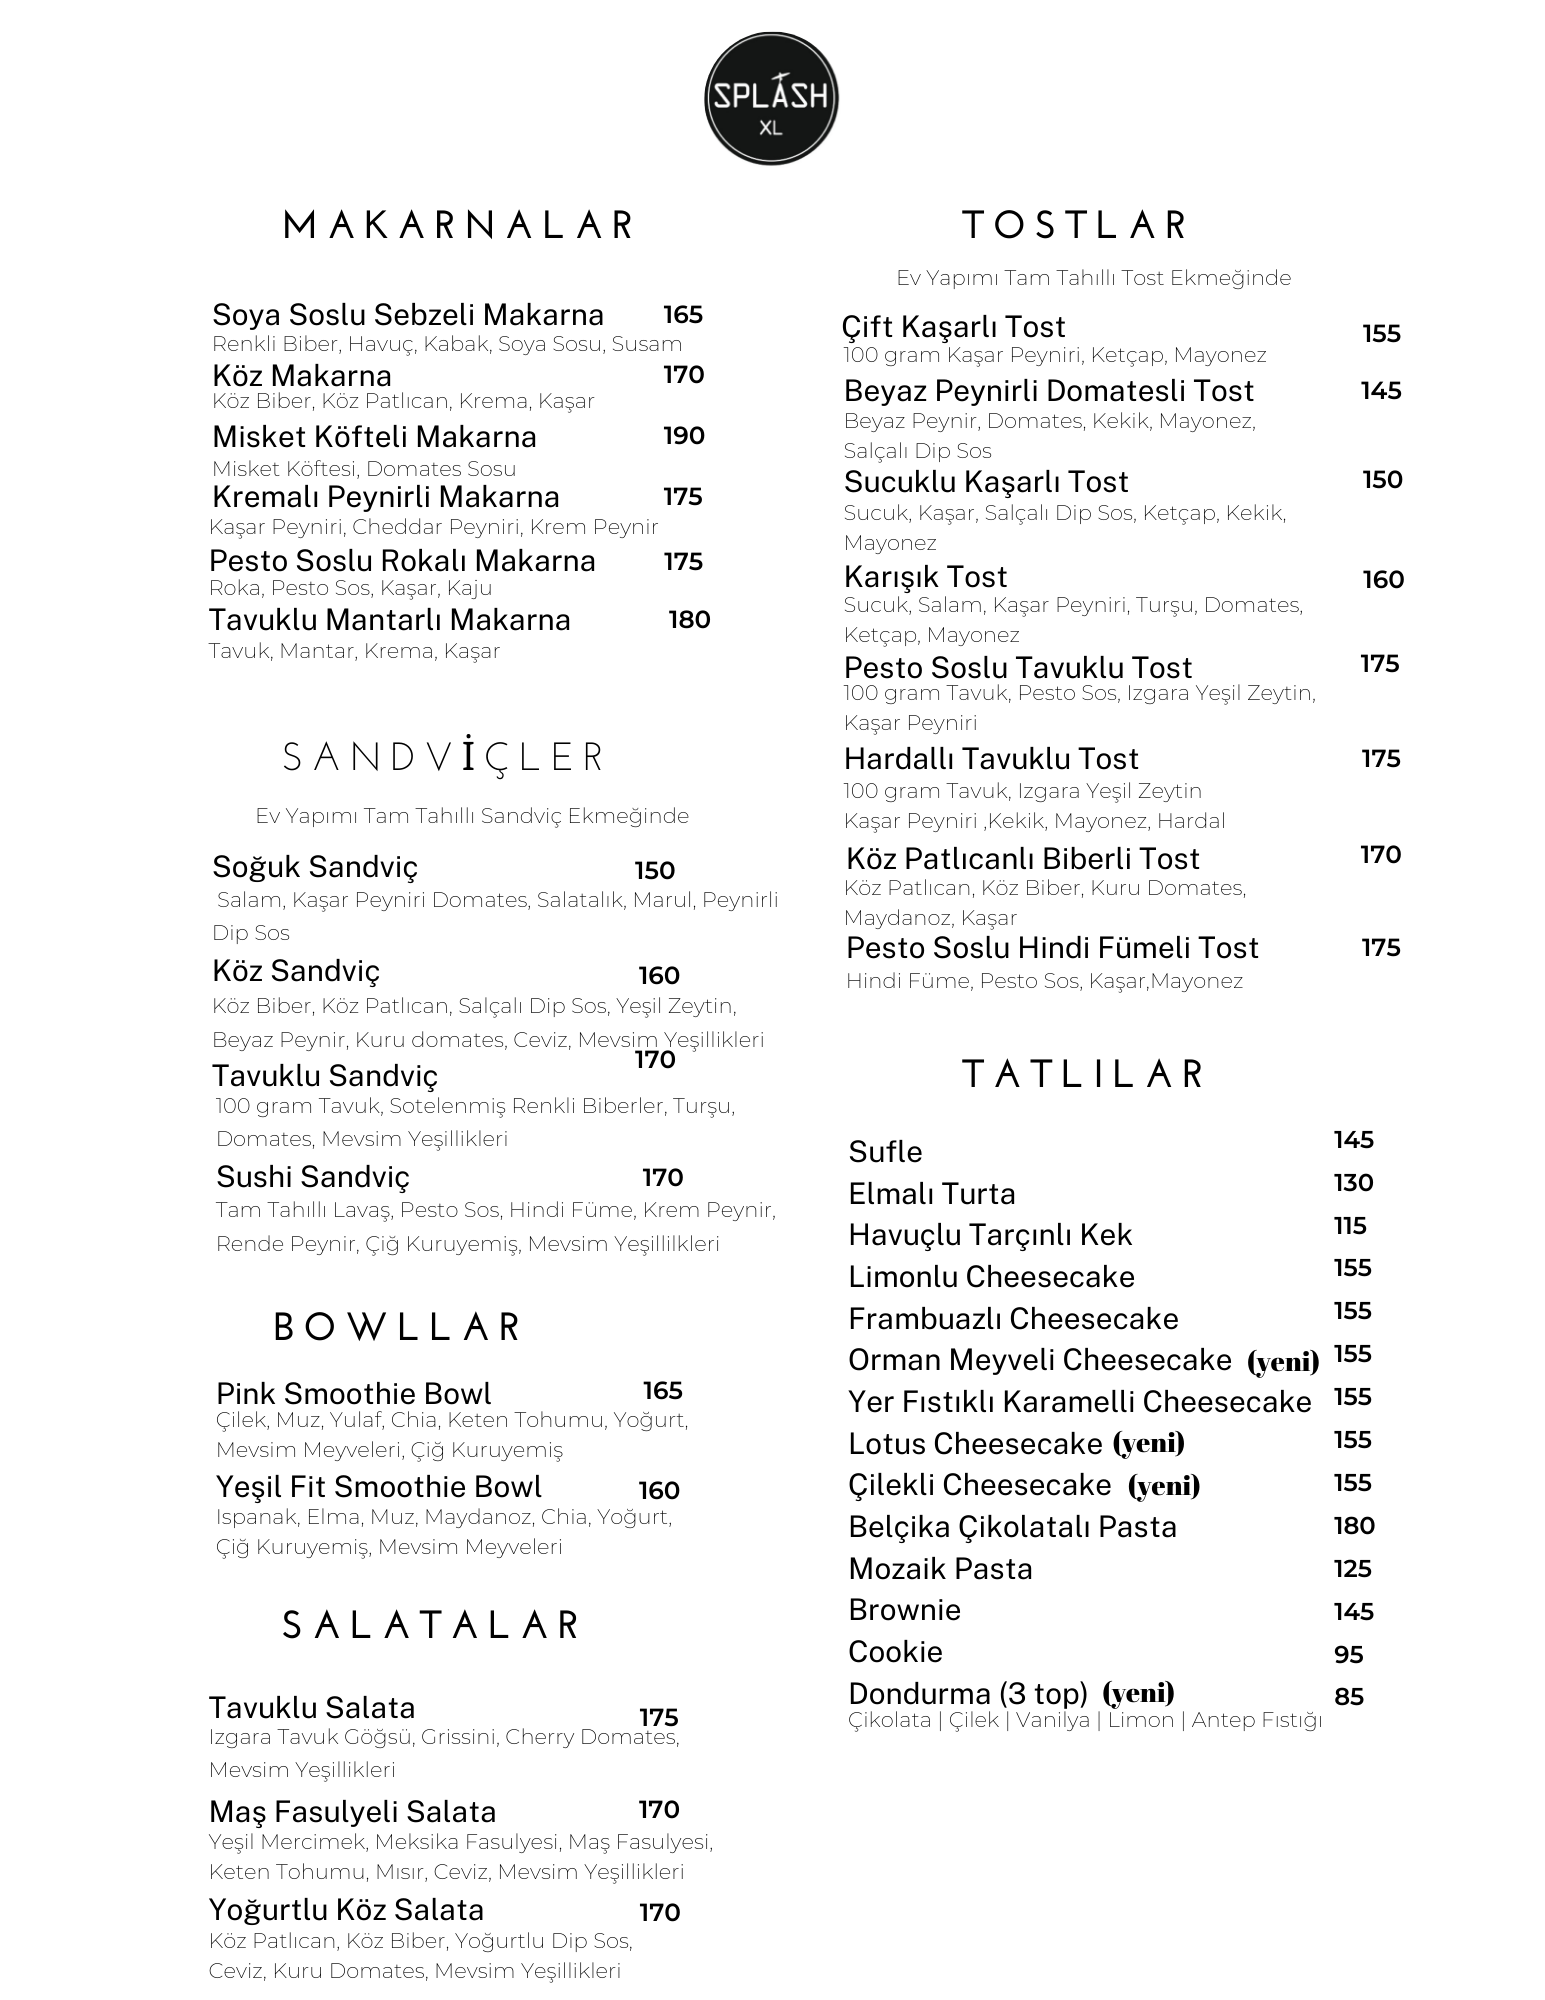 SPLASH
XL
MAKARNALAR
Soya Soslu Sebzeli Makarna 165
Renkli Biber, Havuç, Kabak, Soya Sosu, Susam
Köz Makarna 170
Köz Biber, Köz Patlıcan, Krema, Kaşar
Misket Köfteli Makarna 190
Misket Köftesi, Domates Sosu
Kremalı Peynirli Makarna 175
Kaşar Peyniri, Cheddar Peyniri, Krem Peynir
Pesto Soslu Rokalı Makarna 175
Roka, Pesto Sos, Kaşar, Kaju
Tavuklu Mantarlı Makarna 180
Tavuk, Mantar, Krema, Kaşar
SANDVİÇLER
Ev Yapımı Tam Tahıllı Sandviç Ekmeğinde
Soğuk Sandviç 150
Salam, Kaşar Peyniri Domates, Salatalık, Marul, Peynirli
Dip Sos
Köz Sandviç 160
Köz Biber, Köz Patlıcan, Salçalı Dip Sos, Yeşil Zeytin,
Beyaz Peynir, Kuru domates, Ceviz, Mevsim Yeşillikleri
Tavuklu Sandviç 170
100 gram Tavuk, Sotelenmiş Renkli Biberler, Turşu,
Domates, Mevsim Yeşillikleri
Sushi Sandviç 170
Tam Tahıllı Lavaş, Pesto Sos, Hindi Füme, Krem Peynir,
Rende Peynir, Çiğ Kuruyemiş, Mevsim Yeşillilkleri
BOWLLAR
Pink Smoothie Bowl 165
Çilek, Muz, Yulaf, Chia, Keten Tohumu, Yoğurt,
Mevsim Meyveleri, Çiğ Kuruyemiş
Yeşil Fit Smoothie Bowl 160
Ispanak, Elma, Muz, Maydanoz, Chia, Yoğurt,
Çiğ Kuruyemiş, Mevsim Meyveleri
SALATALAR
Tavuklu Salata 175
Izgara Tavuk Göğsü, Grissini, Cherry Domates,
Mevsim Yeşillikleri
Maş Fasulyeli Salata 170
Yeşil Mercimek, Meksika Fasulyesi, Maş Fasulyesi,
Keten Tohumu, Mısır, Ceviz, Mevsim Yeşillikleri
Yoğurtlu Köz Salata 170
Köz Patlıcan, Köz Biber, Yoğurtlu Dip Sos,
Ceviz, Kuru Domates, Mevsim Yeşillikleri
TOSTLAR
Ev Yapımı Tam Tahıllı Tost Ekmeğinde
Çift Kaşarlı Tost 155
100 gram Kaşar Peyniri, Ketçap, Mayonez
Beyaz Peynirli Domatesli Tost 145
Beyaz Peynir, Domates, Kekik, Mayonez,
Salçalı Dip Sos
Sucuklu Kaşarlı Tost 150
Sucuk, Kaşar, Salçalı Dip Sos, Ketçap, Kekik,
Mayonez
Karışık Tost 160
Sucuk, Salam, Kaşar Peyniri, Turşu, Domates,
Ketçap, Mayonez
Pesto Soslu Tavuklu Tost 175
100 gram Tavuk, Pesto Sos, Izgara Yeşil Zeytin,
Kaşar Peyniri
Hardallı Tavuklu Tost 175
100 gram Tavuk, Izgara Yeşil Zeytin
Kaşar Peyniri ,Kekik, Mayonez, Hardal
Köz Patlıcanlı Biberli Tost 170
Köz Patlıcan, Köz Biber, Kuru Domates,
Maydanoz, Kaşar
Pesto Soslu Hindi Fümeli Tost 175
Hindi Füme, Pesto Sos, Kaşar,Mayonez
TATLILAR
Sufle 145
Elmalı Turta 130
Havuçlu Tarçınlı Kek 115
Limonlu Cheesecake 155
Frambuazlı Cheesecake 155
Orman Meyveli Cheesecake (yeni) 155
Yer Fıstıklı Karamelli Cheesecake 155
Lotus Cheesecake (yeni) 155
Çilekli Cheesecake (yeni) 155
Belçika Çikolatalı Pasta 180
Mozaik Pasta 125
Brownie 145
Cookie 95
Dondurma (3 top) (yeni) 85
Çikolata | Çilek | Vanilya | Limon | Antep Fıstığı